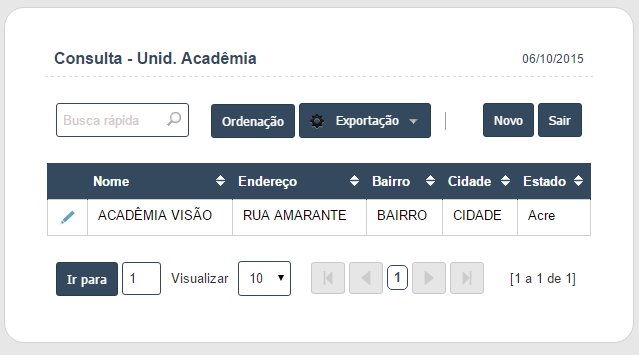 Consulta - Unid. Acadêmia 06/10/2015
Busca rápida Ordenação Exportação Novo Sair
Nome Endereço Bairro Cidade Estado
ACADÊMIA VISÃO RUA AMARANTE BAIRRO CIDADE Acre
Ir para 1 Visualizar 10 1 [1 a 1 de 1]